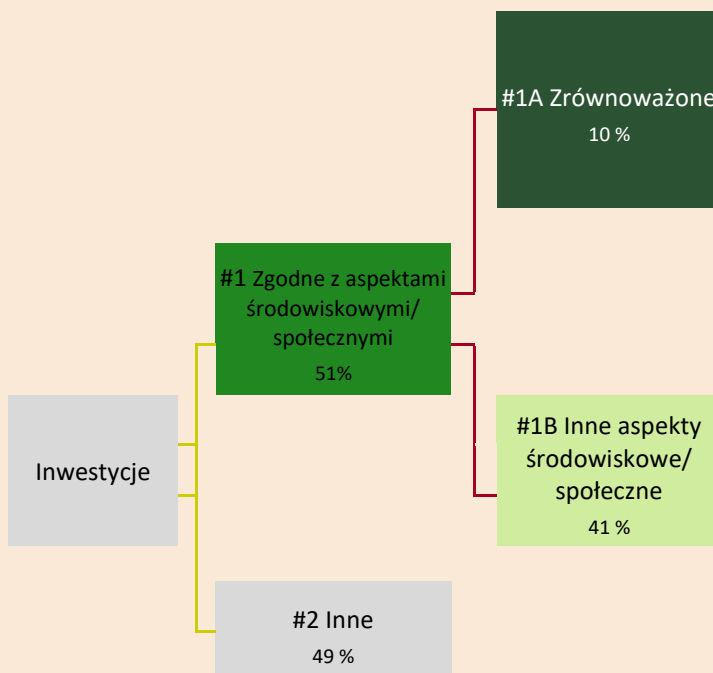 #1A Zrównoważone
10 %
#1 Zgodne z aspektami
środowiskowymi/
społecznymi
51%
Inwestycje
#1B Inne aspekty
środowiskowe/
społeczne
41 %
#2 Inne
49 %